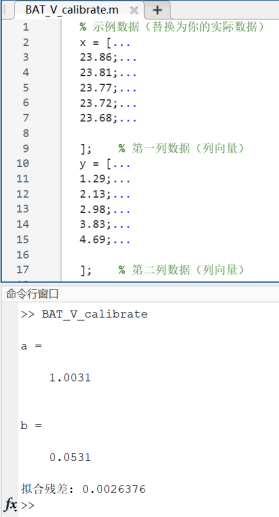 BAT_V_calibrate.m × +
1 % 示例数据（替换为你的实际数据）
2 x = [...
3 23.86;...
4 23.81;...
5 23.77;...
6 23.72;...
7 23.68;...
8
9 ]; % 第一列数据（列向量）
10 y = [...
11 1.29;...
12 2.13;...
13 2.98;...
14 3.83;...
15 4.69;...
16
17 ]; % 第二列数据（列向量）
命令行窗口
>> BAT_V_calibrate
a =
1.0031
b =
0.0531
拟合残差: 0.0026376
fx >>